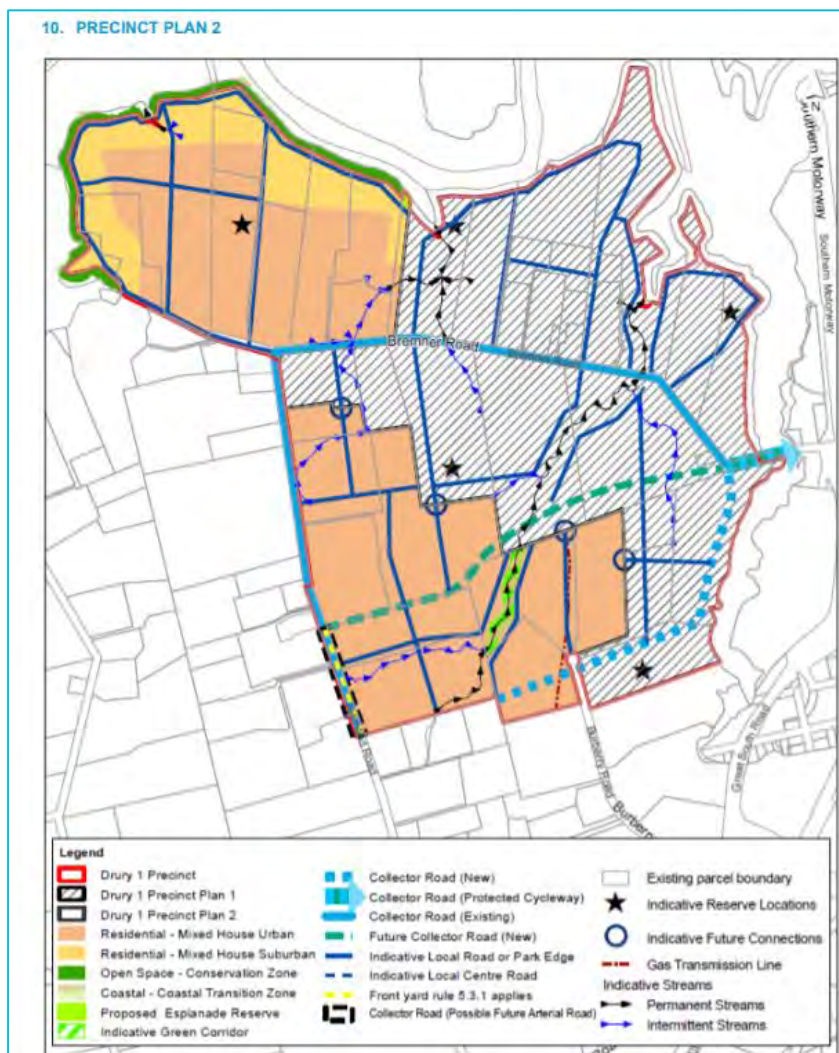 10. PRECINCT PLAN 2
N
Southern Motorway
Southern Motorway
Bremner Road
Road
Burberry Road
Burber
Great South Road
Legend
Drury 1 Precinct
Drury 1 Precinct Plan 1
Drury 1 Precinct Plan 2
Residential - Mixed House Urban
Residential - Mixed House Suburban
Open Space - Conservation Zone
Coastal - Coastal Transition Zone
Proposed Esplanade Reserve
Indicative Green Corridor
Collector Road (New)
Collector Road (Protected Cycleway)
Collector Road (Existing)
Future Collector Road (New)
Indicative Local Road or Park Edge
Indicative Local Centre Road
Front yard rule 5.3.1 applies
Collector Road (Possible Future Arterial Road)
Existing parcel boundary
Indicative Reserve Locations
Indicative Future Connections
Gas Transmission Line
Indicative Streams
Permanent Streams
Intermittent Streams